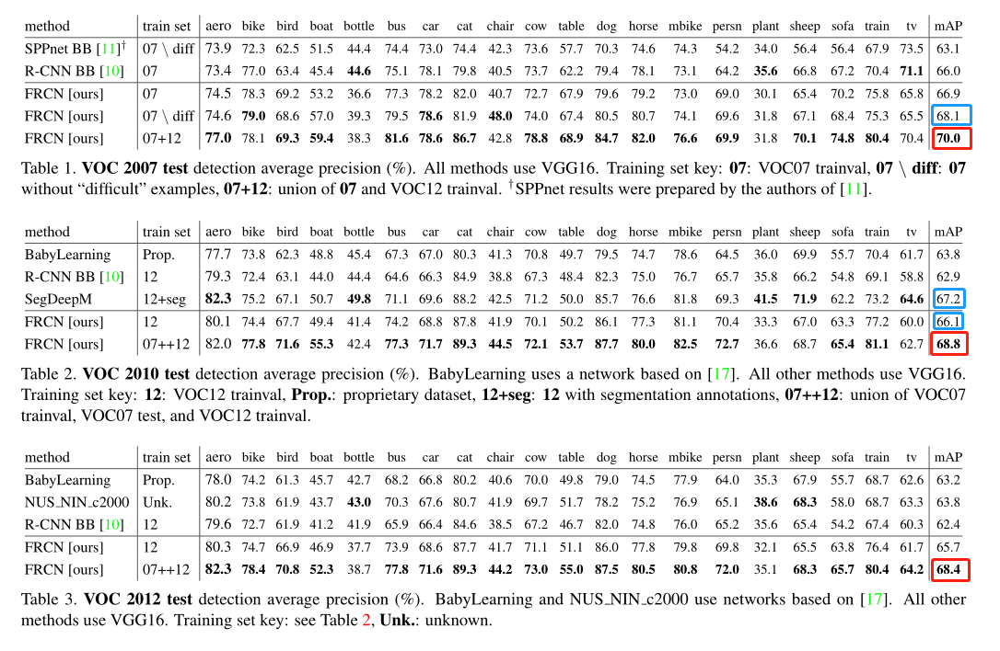 method train set aero bike bird boat bottle bus car cat chair cow table dog horse mbike persn plant sheep sofa train tv mAP
SPPnet BB [11]† 07 \ diff 73.9 72.3 62.5 51.5 44.4 74.4 73.0 74.4 42.3 73.6 57.7 70.3 74.6 74.3 54.2 34.0 56.4 56.4 67.9 73.5 63.1
R-CNN BB [10] 07 73.4 77.0 63.4 45.4 44.6 75.1 78.1 79.8 40.5 73.7 62.2 79.4 78.1 73.1 64.2 35.6 66.8 67.2 70.4 71.1 66.0
FRCN [ours] 07 74.5 78.3 69.2 53.2 36.6 77.3 78.2 82.0 40.7 72.7 67.9 79.6 79.2 73.0 69.0 30.1 65.4 70.2 75.8 65.8 66.9
FRCN [ours] 07 \ diff 74.6 79.0 68.6 57.0 39.3 79.5 78.6 81.9 48.0 74.0 67.4 80.5 80.7 74.1 69.6 31.8 67.1 68.4 75.3 65.5 68.1
FRCN [ours] 07+12 77.0 78.1 69.3 59.4 38.3 81.6 78.6 86.7 42.8 78.8 68.9 84.7 82.0 76.6 69.9 31.8 70.1 74.8 80.4 70.4 70.0
Table 1. VOC 2007 test detection average precision (%). All methods use VGG16. Training set key: 07: VOC07 trainval, 07 \ diff: 07
without “difficult” examples, 07+12: union of 07 and VOC12 trainval. †SPPnet results were prepared by the authors of [11].
method train set aero bike bird boat bottle bus car cat chair cow table dog horse mbike persn plant sheep sofa train tv mAP
BabyLearning Prop. 77.7 73.8 62.3 48.8 45.4 67.3 67.0 80.3 41.3 70.8 49.7 79.5 74.7 78.6 64.5 36.0 69.9 55.7 70.4 61.7 63.8
R-CNN BB [10] 12 79.3 72.4 63.1 44.0 44.4 64.6 66.3 84.9 38.8 67.3 48.4 82.3 75.0 76.7 65.7 35.8 66.2 54.8 69.1 58.8 62.9
SegDeepM 12+seg 82.3 75.2 67.1 50.7 49.8 71.1 69.6 88.2 42.5 71.2 50.0 85.7 76.6 81.8 69.3 41.5 71.9 62.2 73.2 64.6 67.2
FRCN [ours] 12 80.1 74.4 67.7 49.4 41.4 74.2 68.8 87.8 41.9 70.1 50.2 86.1 77.3 81.1 70.4 33.3 67.0 63.3 77.2 60.0 66.1
FRCN [ours] 07++12 82.0 77.8 71.6 55.3 42.4 77.3 71.7 89.3 44.5 72.1 53.7 87.7 80.0 82.5 72.7 36.6 68.7 65.4 81.1 62.7 68.8
Table 2. VOC 2010 test detection average precision (%). BabyLearning uses a network based on [17]. All other methods use VGG16.
Training set key: 12: VOC12 trainval, Prop.: proprietary dataset, 12+seg: 12 with segmentation annotations, 07++12: union of VOC07
trainval, VOC07 test, and VOC12 trainval.
method train set aero bike bird boat bottle bus car cat chair cow table dog horse mbike persn plant sheep sofa train tv mAP
BabyLearning Prop. 78.0 74.2 61.3 45.7 42.7 68.2 66.8 80.2 40.6 70.0 49.8 79.0 74.5 77.9 64.0 35.3 67.9 55.7 68.7 62.6 63.2
NUS_NIN_c2000 Unk. 80.2 73.8 61.9 43.7 43.0 70.3 67.6 80.7 41.9 69.7 51.7 78.2 75.2 76.9 65.1 38.6 68.3 58.0 68.7 63.3 63.8
R-CNN BB [10] 12 79.6 72.7 61.9 41.2 41.9 65.9 66.4 84.6 38.5 67.2 46.7 82.0 74.8 76.0 65.2 35.6 65.4 54.2 67.4 60.3 62.4
FRCN [ours] 12 80.3 74.7 66.9 46.9 37.7 73.9 68.6 87.7 41.7 71.1 51.1 86.0 77.8 79.8 69.8 32.1 65.5 63.8 76.4 61.7 65.7
FRCN [ours] 07++12 82.3 78.4 70.8 52.3 38.7 77.8 71.6 89.3 44.2 73.0 55.0 87.5 80.5 80.8 72.0 35.1 68.3 65.7 80.4 64.2 68.4
Table 3. VOC 2012 test detection average precision (%). BabyLearning and NUS_NIN_c2000 use networks based on [17]. All other
methods use VGG16. Training set key: see Table 2, Unk.: unknown.